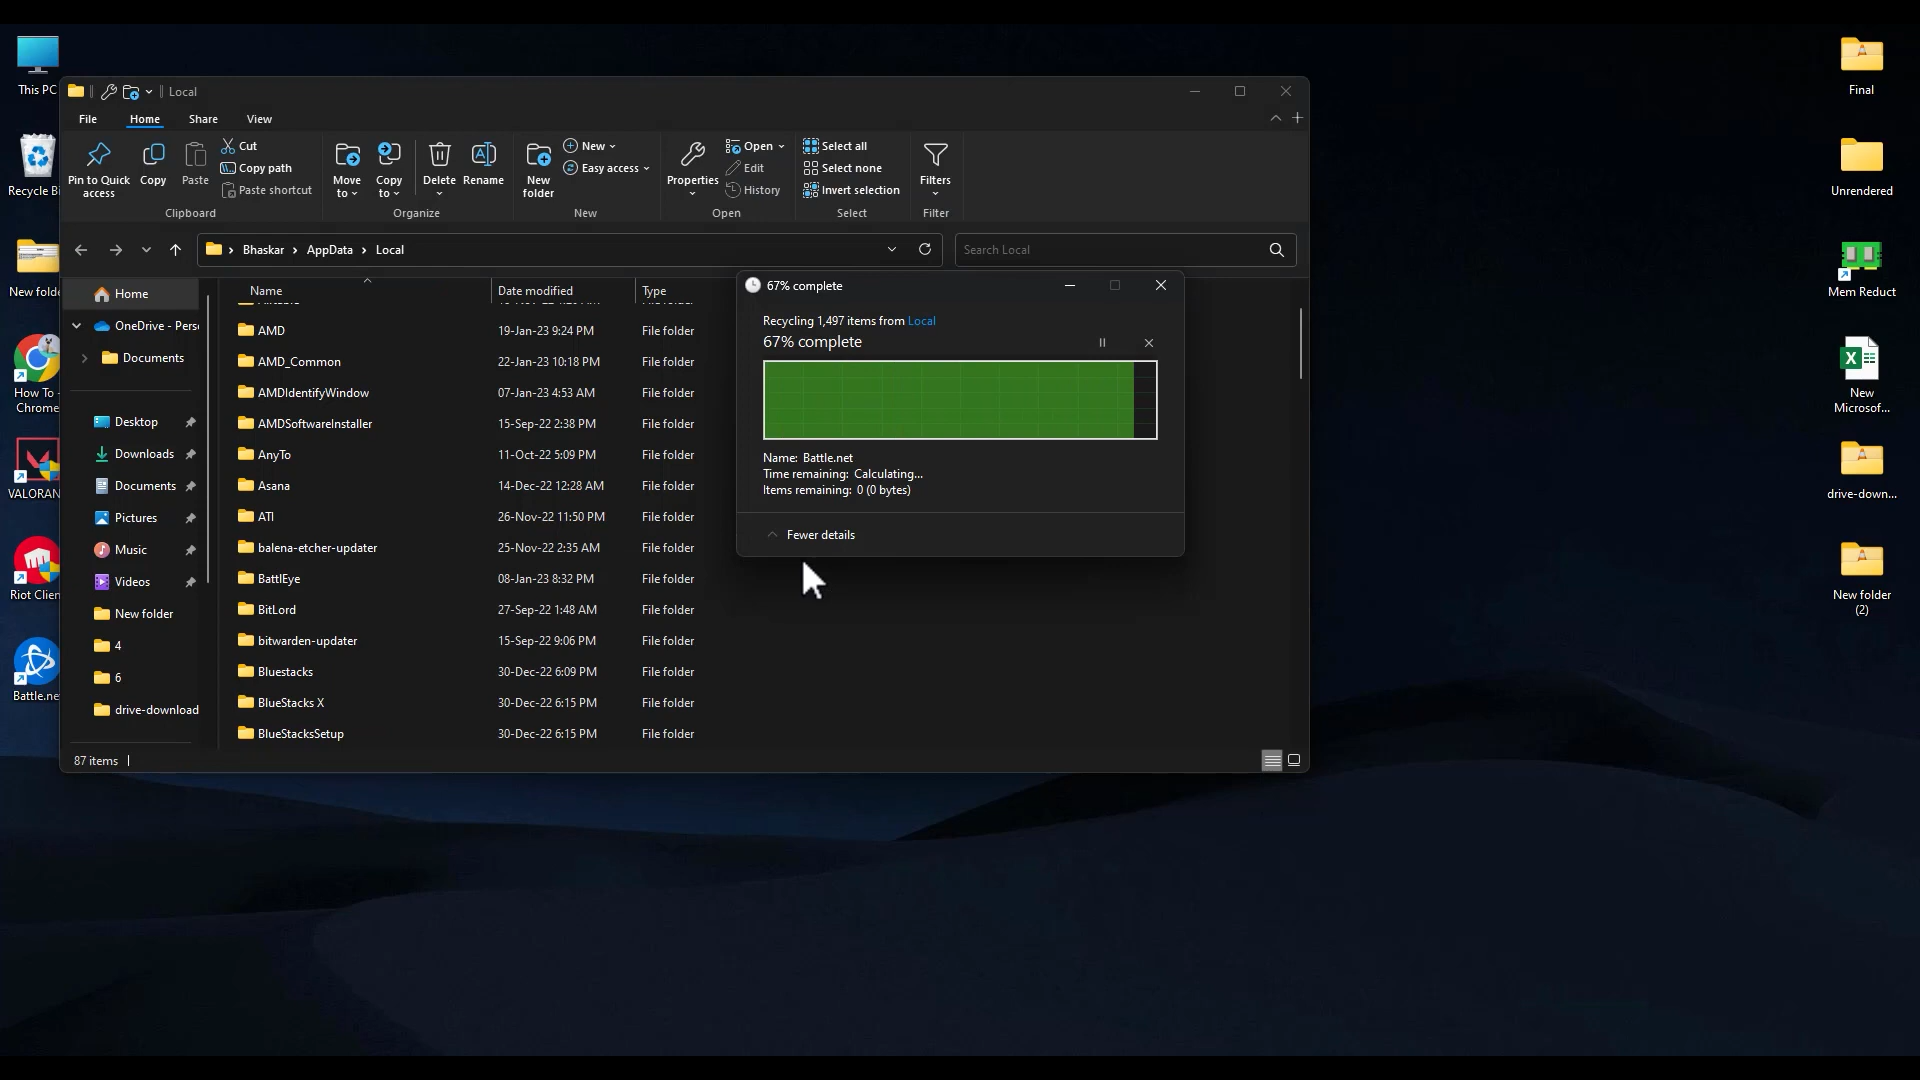 This PC
Recycle Bi
New folde
How To -
Chrome
VALORAN
Riot Clien
Battle.ne
Local
File
Home
Share
View
Pin to Quick
access
Copy
Paste
Cut
Copy path
Paste shortcut
Clipboard
Move
to
Copy
to
Delete
Rename
Organize
New
folder
New
Easy access
New
Properties
Open
Edit
History
Open
Select all
Select none
Invert selection
Select
Filters
Filter
Bhaskar › AppData › Local
Search Local
Home
OneDrive - Pers
Documents
Desktop
Downloads
Documents
Pictures
Music
Videos
New folder
4
6
drive-download
Name Date modified Type
AMD 19-Jan-23 9:24 PM File folder
AMD_Common 22-Jan-23 10:18 PM File folder
AMDIdentifyWindow 07-Jan-23 4:53 AM File folder
AMDSoftwareInstaller 15-Sep-22 2:38 PM File folder
AnyTo 11-Oct-22 5:09 PM File folder
Asana 14-Dec-22 12:28 AM File folder
ATI 26-Nov-22 11:50 PM File folder
balena-etcher-updater 25-Nov-22 2:35 AM File folder
BattlEye 08-Jan-23 8:32 PM File folder
BitLord 27-Sep-22 1:48 AM File folder
bitwarden-updater 15-Sep-22 9:06 PM File folder
Bluestacks 30-Dec-22 6:09 PM File folder
BlueStacks X 30-Dec-22 6:15 PM File folder
BlueStacksSetup 30-Dec-22 6:15 PM File folder
87 items
67% complete
Recycling 1,497 items from Local
67% complete
Name: Battle.net
Time remaining: Calculating...
Items remaining: 0 (0 bytes)
Fewer details
Final
Unrendered
Mem Reduct
New
Microsof...
drive-down...
New folder
(2)